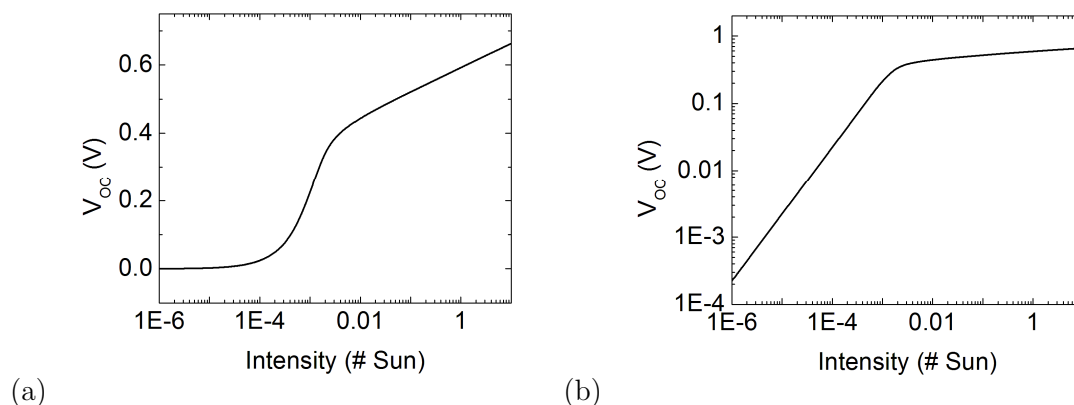 0.6
0.4
0.2
0.0
V_OC (V)
1E-6 1E-4 0.01 1
Intensity (# Sun)
(a)
1
0.1
0.01
1E-3
1E-4
V_OC (V)
1E-6 1E-4 0.01 1
Intensity (# Sun)
(b)